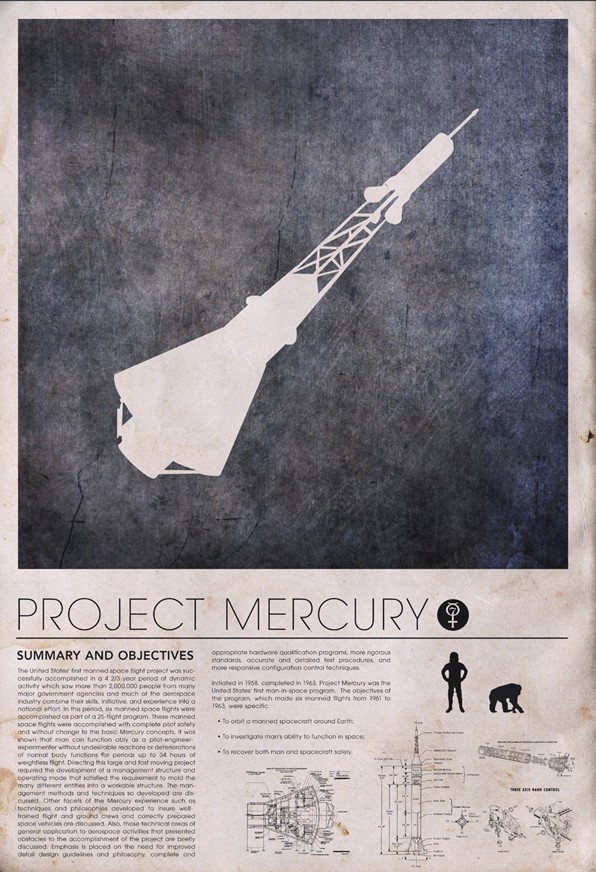 PROJECT MERCURY
SUMMARY AND OBJECTIVES
The United States' first manned space flight project was suc-
cessfully accomplished in a 4 2/3-year period of dynamic
activity which saw more than 2,000,000 people from many
major government agencies and much of the aerospace
industry combine their skills, initiative, and experience into a
national effort. In this period, six manned space flights were
accomplished as part of a 25-flight program. These manned
space flights were accomplished with complete pilot safety
and without change to the basic Mercury concepts. It was
shown that man can function ably as a pilot-engineer-
experimenter without undesirable reactions or deteriorations
of normal body functions for periods up to 34 hours of
weightless flight. Directing this large and fast moving project
required the development of a management structure and
operating mode that satisfied the requirement to mold the
many different entities into a workable structure. The man-
agement methods and techniques so developed are dis-
cussed. Other facets of the Mercury experience such as
techniques and philosophies developed to insure well-
trained flight and ground crews and correctly prepared
space vehicles are discussed. Also, those technical areas of
general application to aerospace activities that presented
obstacles to the accomplishment of the project are briefly
discussed. Emphasis is placed on the need for improved
detail design guidelines and philosophy, complete and
appropriate hardware qualification programs, more rigorous
standards, accurate and detailed test procedures, and
more responsive configuration control techniques.
Initiated in 1958, completed in 1963, Project Mercury was the
United States' first man-in-space program. The objectives of
the program, which made six manned flights from 1961 to
1963, were specific:
• To orbit a manned spacecraft around Earth;
• To investigate man's ability to function in space;
• To recover both man and spacecraft safely.
THREE AXIS HAND CONTROL